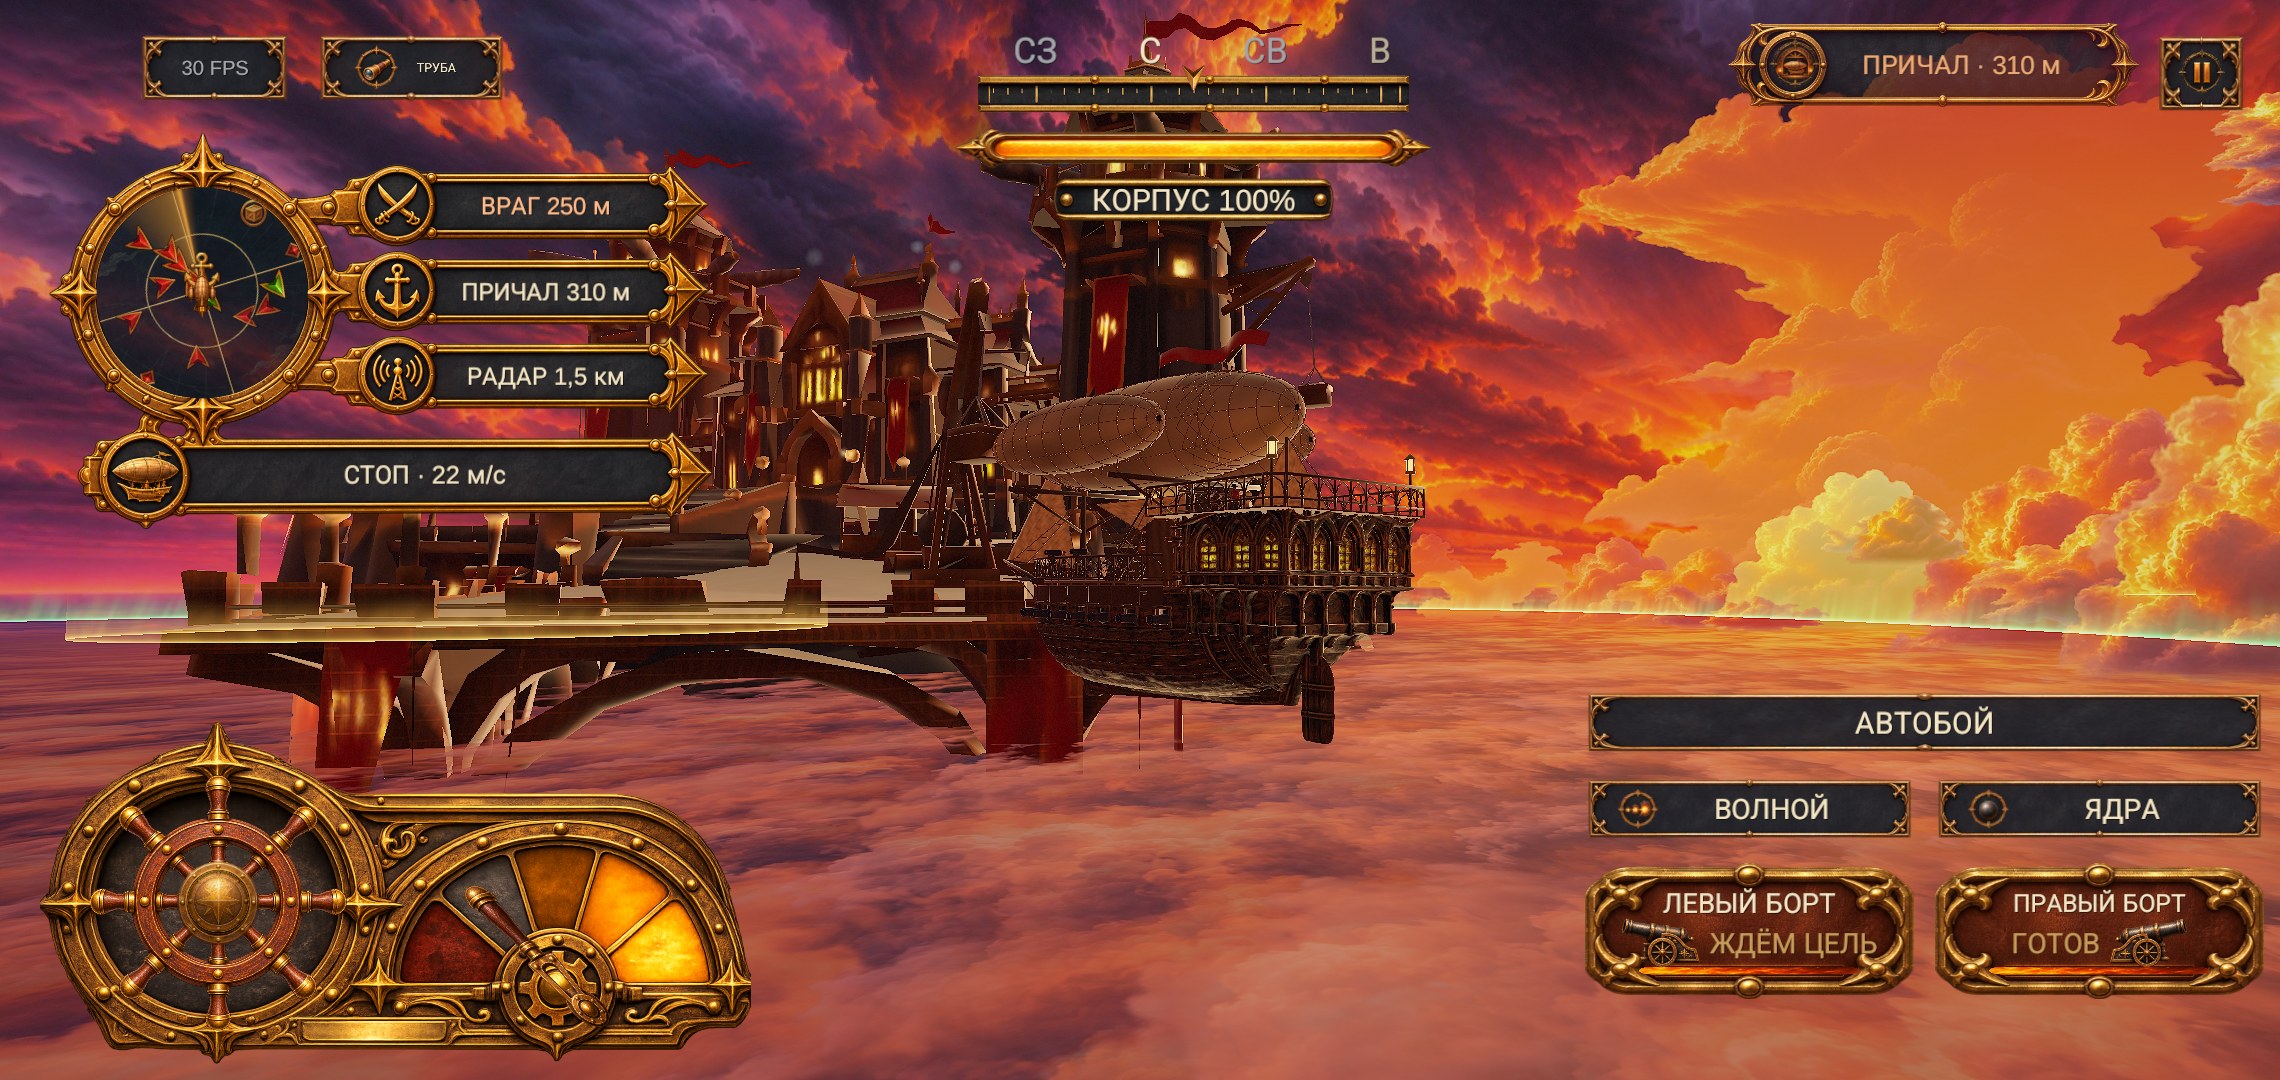 30 FPS
ТРУБА
СЗ С СВ В
ПРИЧАЛ · 310 м
КОРПУС 100%
ВРАГ 250 м
ПРИЧАЛ 310 м
РАДАР 1,5 км
СТОП · 22 м/с
АВТОБОЙ
ВОЛНОЙ
ЯДРА
ЛЕВЫЙ БОРТ
ЖДЁМ ЦЕЛЬ
ПРАВЫЙ БОРТ
ГОТОВ